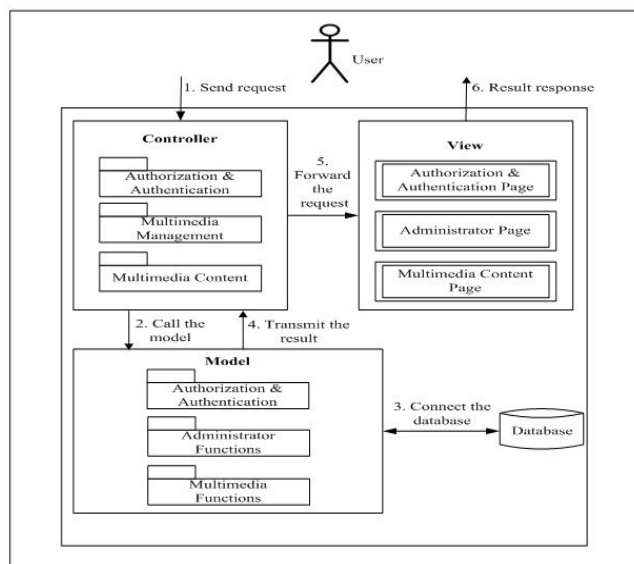 User
1. Send request
6. Result response
Controller
Authorization &
Authentication
Multimedia
Management
Multimedia Content
5.
Forward
the
request
View
Authorization &
Authentication Page
Administrator Page
Multimedia Content
Page
2. Call the
model
4. Transmit the
result
Model
Authorization &
Authentication
Administrator
Functions
Multimedia
Functions
3. Connect the
database
Database